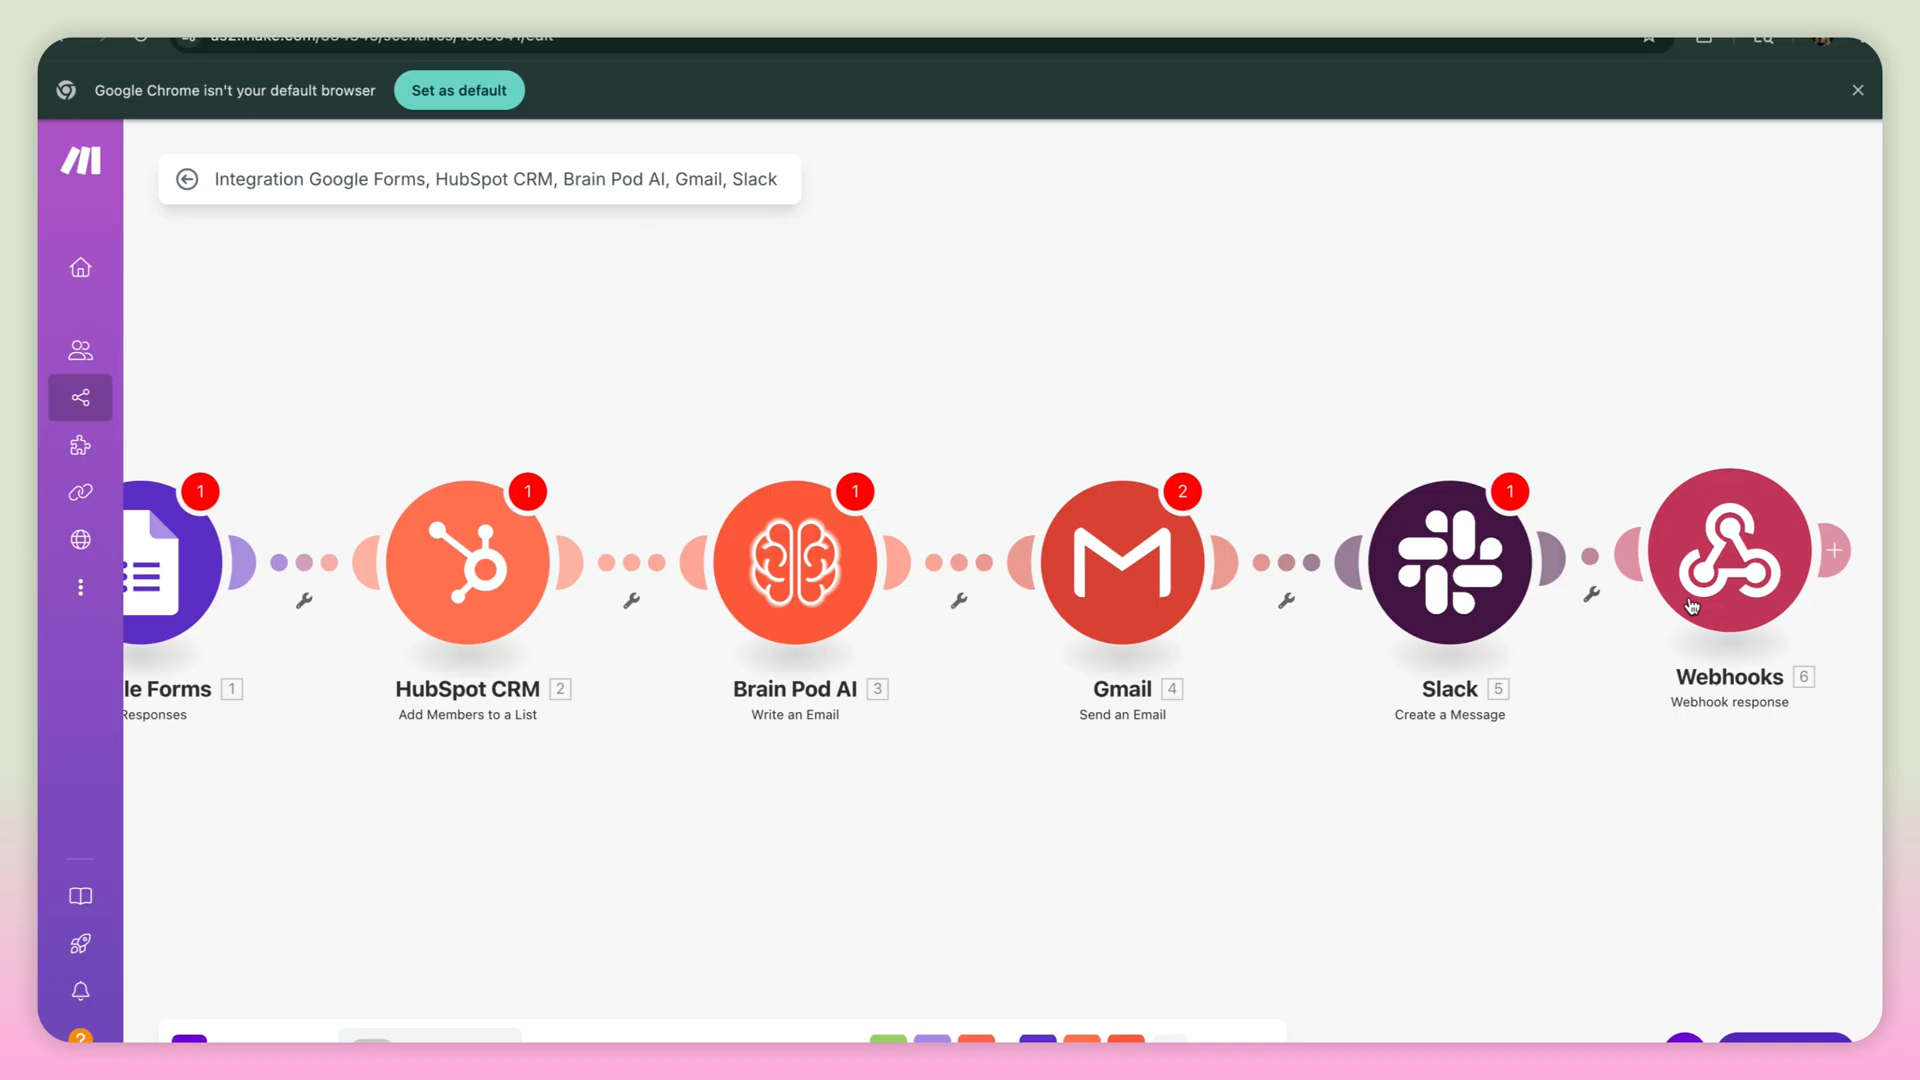 Google Chrome isn't your default browser
Set as default
Integration Google Forms, HubSpot CRM, Brain Pod AI, Gmail, Slack
1
1
1
2
1
le Forms 1
Responses
HubSpot CRM 2
Add Members to a List
Brain Pod AI 3
Write an Email
Gmail 4
Send an Email
Slack 5
Create a Message
Webhooks 6
Webhook response
?